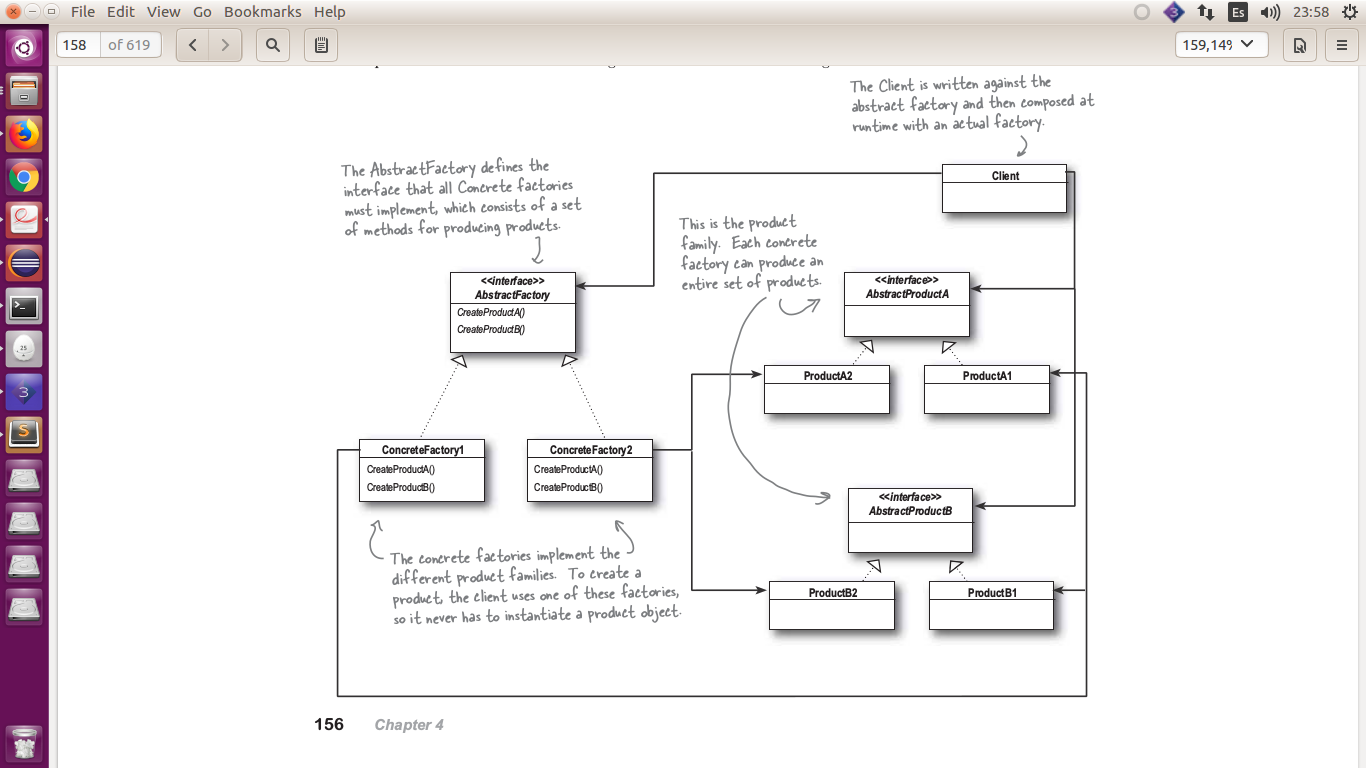 File Edit View Go Bookmarks Help
Es
23:58
158 of 619
159,14%
The Client is written against the
abstract factory and then composed at
runtime with an actual factory.
The AbstractFactory defines the
interface that all Concrete factories
must implement, which consists of a set
of methods for producing products.
Client
This is the product
family. Each concrete
factory can produce an
entire set of products.
<<interface>>
AbstractFactory
CreateProductA()
CreateProductB()
<<interface>>
AbstractProductA
ProductA2
ProductA1
ConcreteFactory1
CreateProductA()
CreateProductB()
ConcreteFactory2
CreateProductA()
CreateProductB()
<<interface>>
AbstractProductB
The concrete factories implement the
different product families. To create a
product, the client uses one of these factories,
so it never has to instantiate a product object.
ProductB2
ProductB1
156 Chapter 4
25
3
S